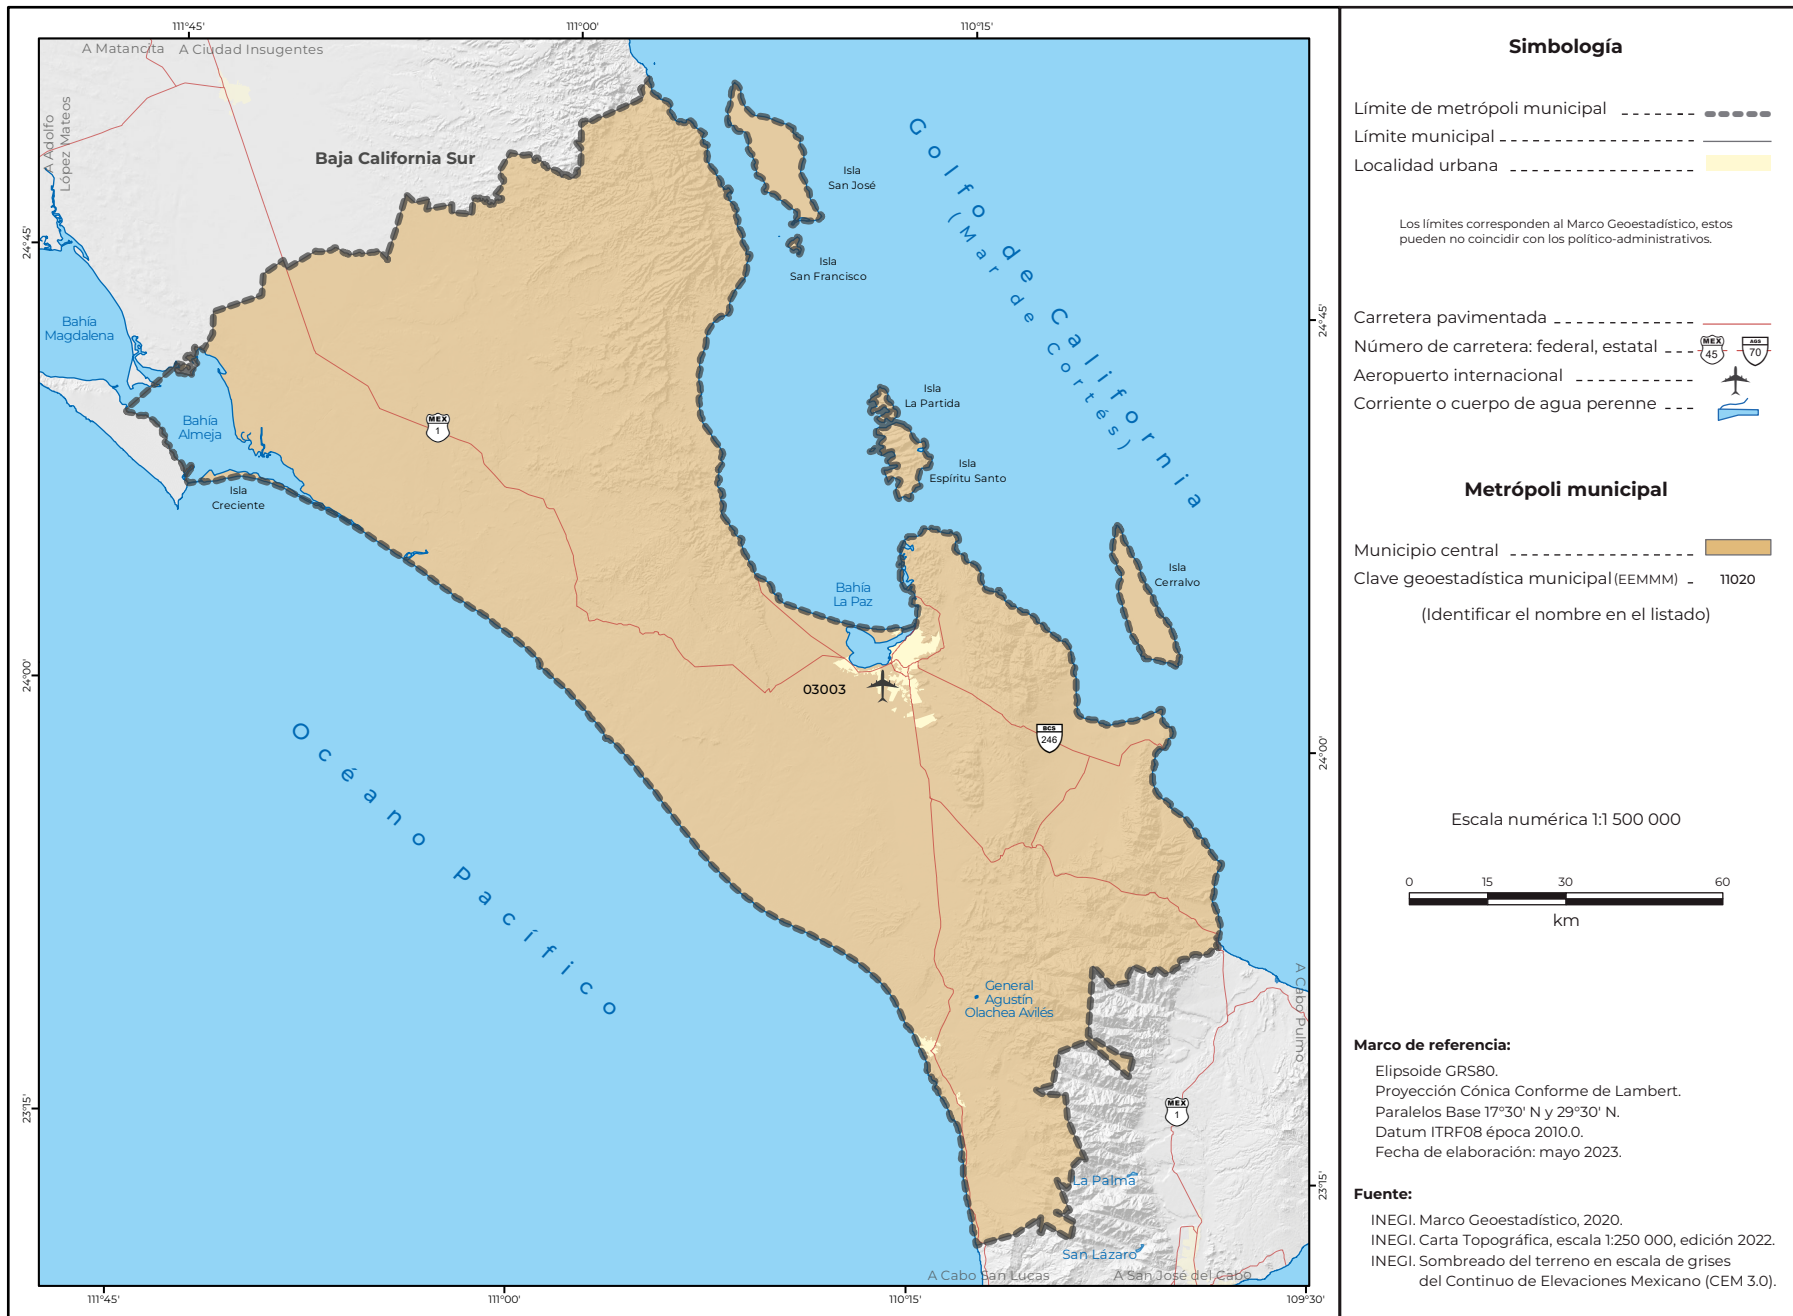 111°45'
111°00'
110°15'
A Matancita
A Ciudad Insugentes
A Adolfo
López Mateos
Baja California Sur
Isla
San José
Isla
San Francisco
Golfo de California
(Mar de Cortés)
24°45'
24°45'
Bahía
Magdalena
Bahía
Almeja
Isla
Creciente
MEX
1
Isla
La Partida
Isla
Espíritu Santo
Isla
Cerralvo
Bahía
La Paz
03003
BCS
246
24°00'
24°00'
Océano Pacífico
General
Agustín
Olachea Avilés
A Cabo Pulmo
MEX
1
23°15'
23°15'
La Palma
San Lázaro
A Cabo San Lucas
A San José del Cabo
111°45'
111°00'
110°15'
109°30'
Simbología
Límite de metrópoli municipal
Límite municipal
Localidad urbana
Los límites corresponden al Marco Geoestadístico, estos
pueden no coincidir con los político-administrativos.
Carretera pavimentada
Número de carretera: federal, estatal
MEX
45
AGS
70
Aeropuerto internacional
Corriente o cuerpo de agua perenne
Metrópoli municipal
Municipio central
Clave geoestadística municipal (EEMMM) 11020
(Identificar el nombre en el listado)
Escala numérica 1:1 500 000
0 15 30 60
km
Marco de referencia:
Elipsoide GRS80.
Proyección Cónica Conforme de Lambert.
Paralelos Base 17°30' N y 29°30' N.
Datum ITRF08 época 2010.0.
Fecha de elaboración: mayo 2023.
Fuente:
INEGI. Marco Geoestadístico, 2020.
INEGI. Carta Topográfica, escala 1:250 000, edición 2022.
INEGI. Sombreado del terreno en escala de grises
del Continuo de Elevaciones Mexicano (CEM 3.0).